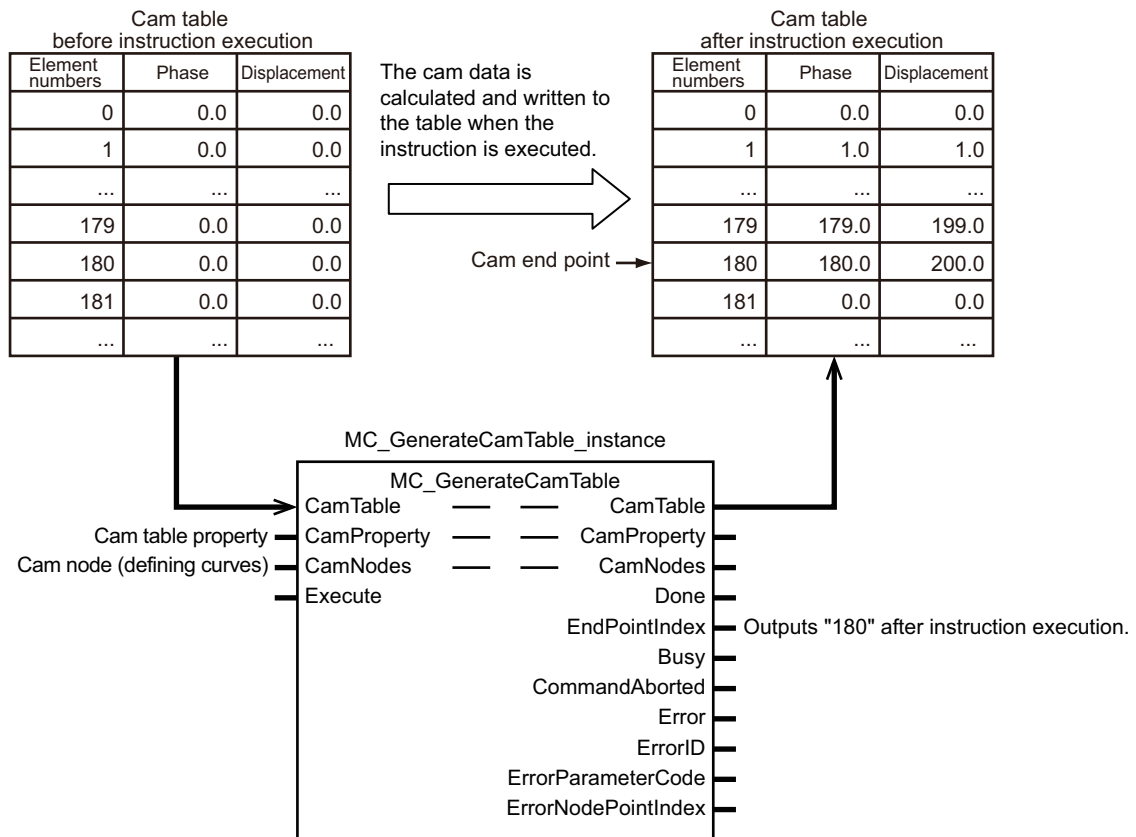 Cam table
before instruction execution
Element numbers Phase Displacement
0 0.0 0.0
1 0.0 0.0
... ... ...
179 0.0 0.0
180 0.0 0.0
181 0.0 0.0
... ... ...
The cam data is
calculated and written to
the table when the
instruction is executed.
Cam end point
Cam table
after instruction execution
Element numbers Phase Displacement
0 0.0 0.0
1 1.0 1.0
... ... ...
179 179.0 199.0
180 180.0 200.0
181 0.0 0.0
... ... ...
MC_GenerateCamTable_instance
MC_GenerateCamTable
CamTable CamTable
Cam table property CamProperty CamProperty
Cam node (defining curves) CamNodes CamNodes
Execute Done
EndPointIndex Outputs "180" after instruction execution.
Busy
CommandAborted
Error
ErrorID
ErrorParameterCode
ErrorNodePointIndex